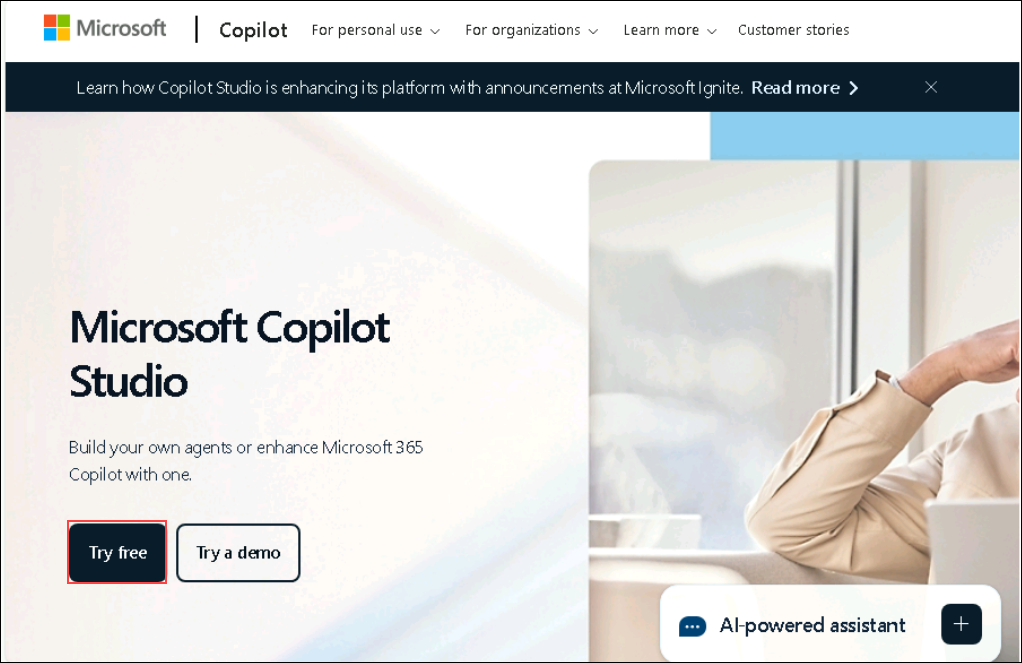 Microsoft Copilot For personal use For organizations Learn more Customer stories
Learn how Copilot Studio is enhancing its platform with announcements at Microsoft Ignite. Read more
Microsoft Copilot
Studio
Build your own agents or enhance Microsoft 365
Copilot with one.
Try free Try a demo
AI-powered assistant